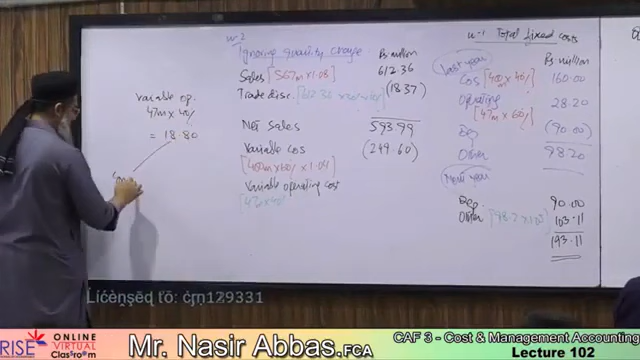 w-2
Ignoring quality change
Rs. million
Sales [567m x 1.08] 612.36
Trade disc. (18.37)
Net Sales 593.99
Variable cos (249.60)
[400m x 60% x 1.04]
Variable operating cost
variable op.
47m x 40%
= 18.80
w-1 Total fixed costs
Rs million
Last year
Cos [400m x 40%] 160.00
Operating 28.20
[47m x 60%]
Dep (90.00)
Other 98.20
Next year
Dep. 90.00
Other 103.11
193.11
Líċèņşëd tõ: ċɱ129331
RISE
ONLINE
VIRTUAL
Classroom
Mr. Nasir Abbas.FCA
CAF 3 - Cost & Management Accounting
Lecture 102